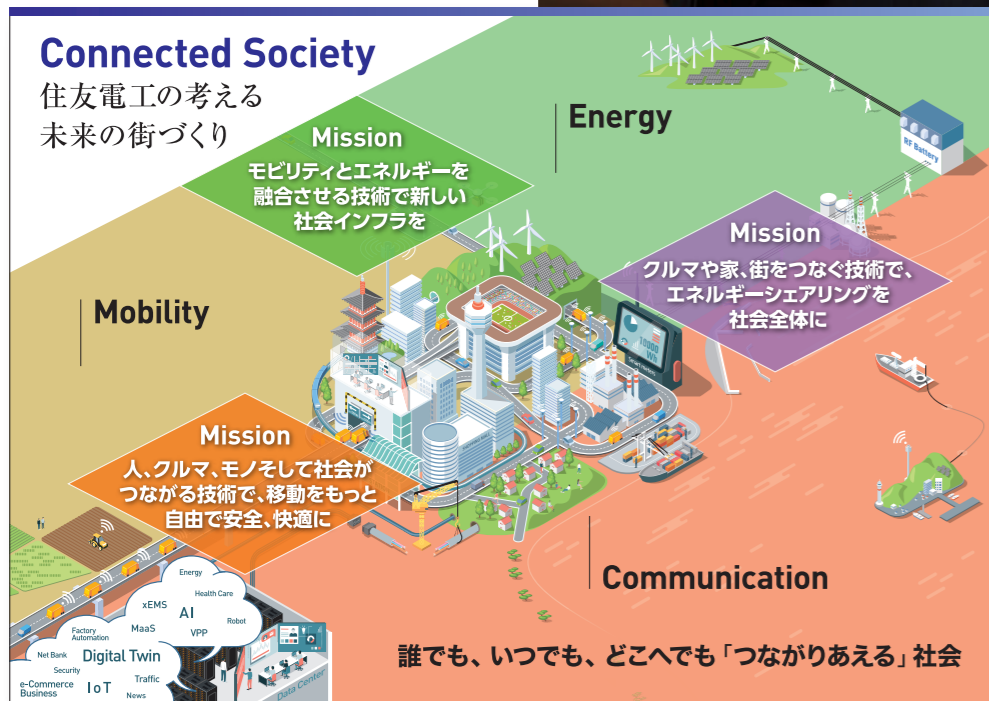 Connected Society
住友電工の考える
未来の街づくり
Mission
モビリティとエネルギーを
融合させる技術で新しい
社会インフラを
Energy
RF Battery
Mission
クルマや家、街をつなぐ技術で、
エネルギーシェアリングを
社会全体に
Mobility
10000
Wh
Smart meter
Mission
人、クルマ、モノそして社会が
つながる技術で、移動をもっと
自由で安全、快適に
Communication
誰でも、いつでも、どこへでも「つながりあえる」社会
Energy
Health Care
xEMS
AI
Robot
Factory
Automation
MaaS
VPP
Net Bank
Digital Twin
Security
Traffic
e-Commerce
Business
IoT
News
Data Center